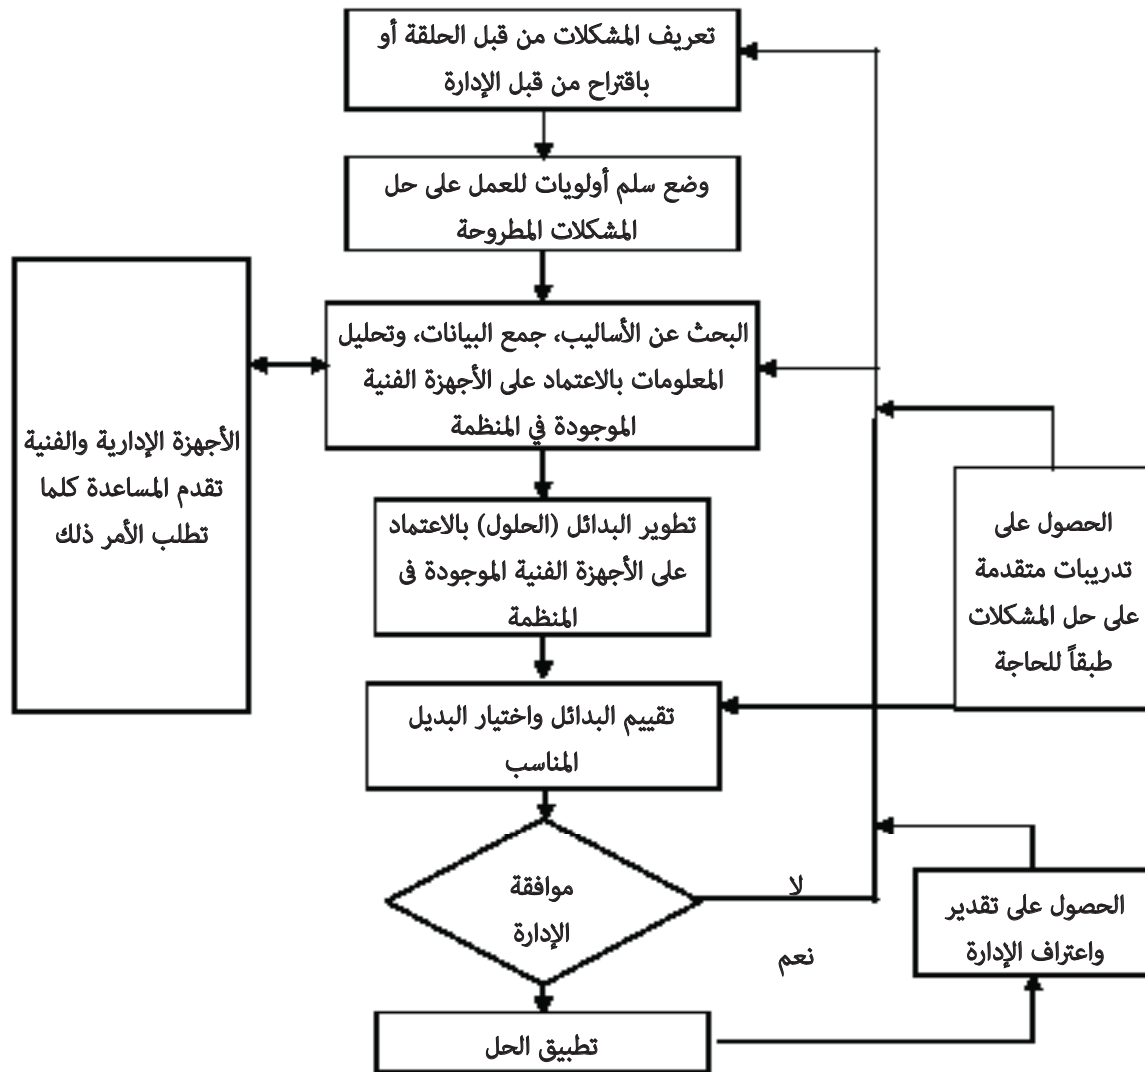 تعريف المشكلات من قبل الحلقة أو
باقتراح من قبل الإدارة
وضع سلم أولويات للعمل على حل
المشكلات المطروحة
البحث عن الأساليب، جمع البيانات، وتحليل
المعلومات بالاعتماد على الأجهزة الفنية
الموجودة في المنظمة
الأجهزة الإدارية والفنية
تقدم المساعدة كلما
تطلب الأمر ذلك
تطوير البدائل (الحلول) بالاعتماد
على الأجهزة الفنية الموجودة فى
المنظمة
الحصول على
تدريبات متقدمة
على حل المشكلات
طبقاً للحاجة
تقييم البدائل واختيار البديل
المناسب
موافقة
الإدارة
لا
نعم
الحصول على تقدير
واعتراف الإدارة
تطبيق الحل